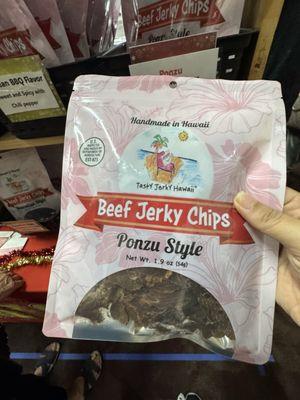 Beef Jerky Chips
Ponzu
BBQ Flavor
Sweet and Spicy with
Chili pepper
Handmade in Hawaii
Tasty Jerky Hawaii
Beef Jerky Chips
Ponzu Style
Net Wt. 1.9 oz (54g)